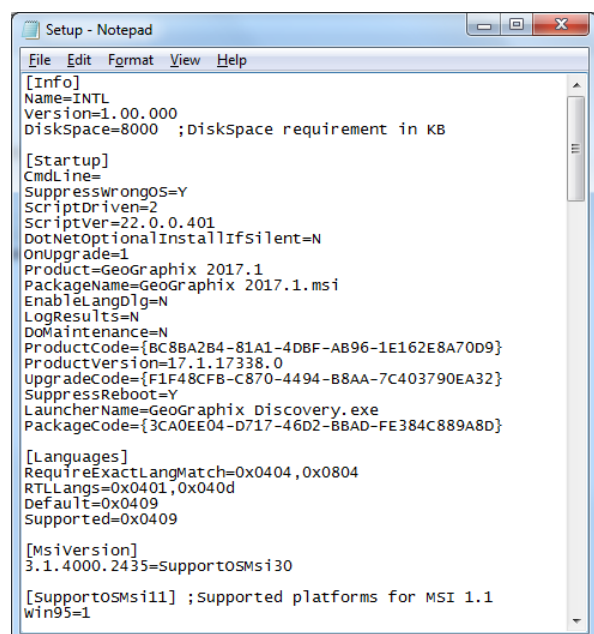 Setup - Notepad
File Edit Format View Help
[Info]
Name=INTL
Version=1.00.000
DiskSpace=8000 ;DiskSpace requirement in KB
[Startup]
CmdLine=
SuppressWrongOS=Y
ScriptDriven=2
ScriptVer=22.0.0.401
DotNetOptionalInstallIfSilent=N
OnUpgrade=1
Product=GeoGraphix 2017.1
PackageName=GeoGraphix 2017.1.msi
EnableLangDlg=N
LogResults=N
DoMaintenance=N
ProductCode={BC8BA2B4-81A1-4DBF-AB96-1E162E8A70D9}
ProductVersion=17.1.17338.0
UpgradeCode={F1F48CFB-C870-4494-B8AA-7C403790EA32}
SuppressReboot=Y
LauncherName=GeoGraphix Discovery.exe
PackageCode={3CA0EE04-D717-46D2-BBAD-FE384C889A8D}
[Languages]
RequireExactLangMatch=0x0404,0x0804
RTLLangs=0x0401,0x040d
Default=0x0409
Supported=0x0409
[MsiVersion]
3.1.4000.2435=SupportOSMsi30
[SupportOSMsi11] ;Supported platforms for MSI 1.1
Win95=1